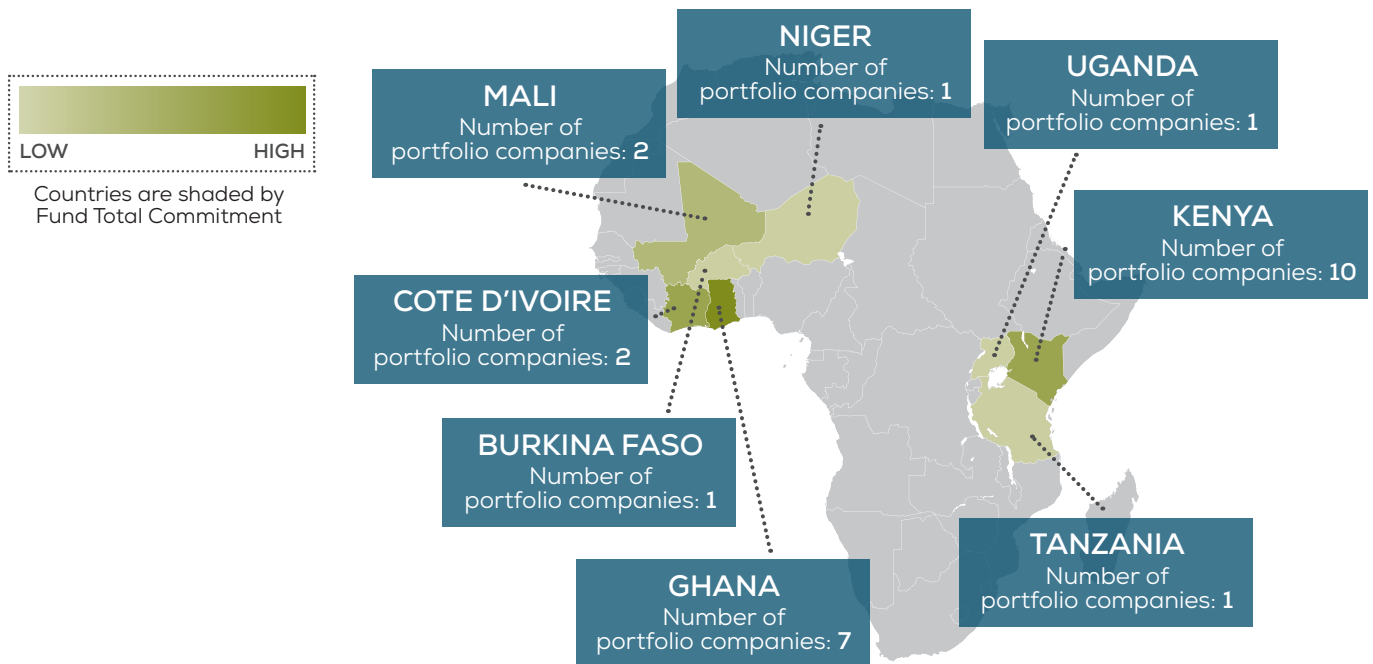 LOW HIGH
Countries are shaded by
Fund Total Commitment
NIGER
Number of
portfolio companies: 1
UGANDA
Number of
portfolio companies: 1
MALI
Number of
portfolio companies: 2
KENYA
Number of
portfolio companies: 10
COTE D'IVOIRE
Number of
portfolio companies: 2
BURKINA FASO
Number of
portfolio companies: 1
TANZANIA
Number of
portfolio companies: 1
GHANA
Number of
portfolio companies: 7